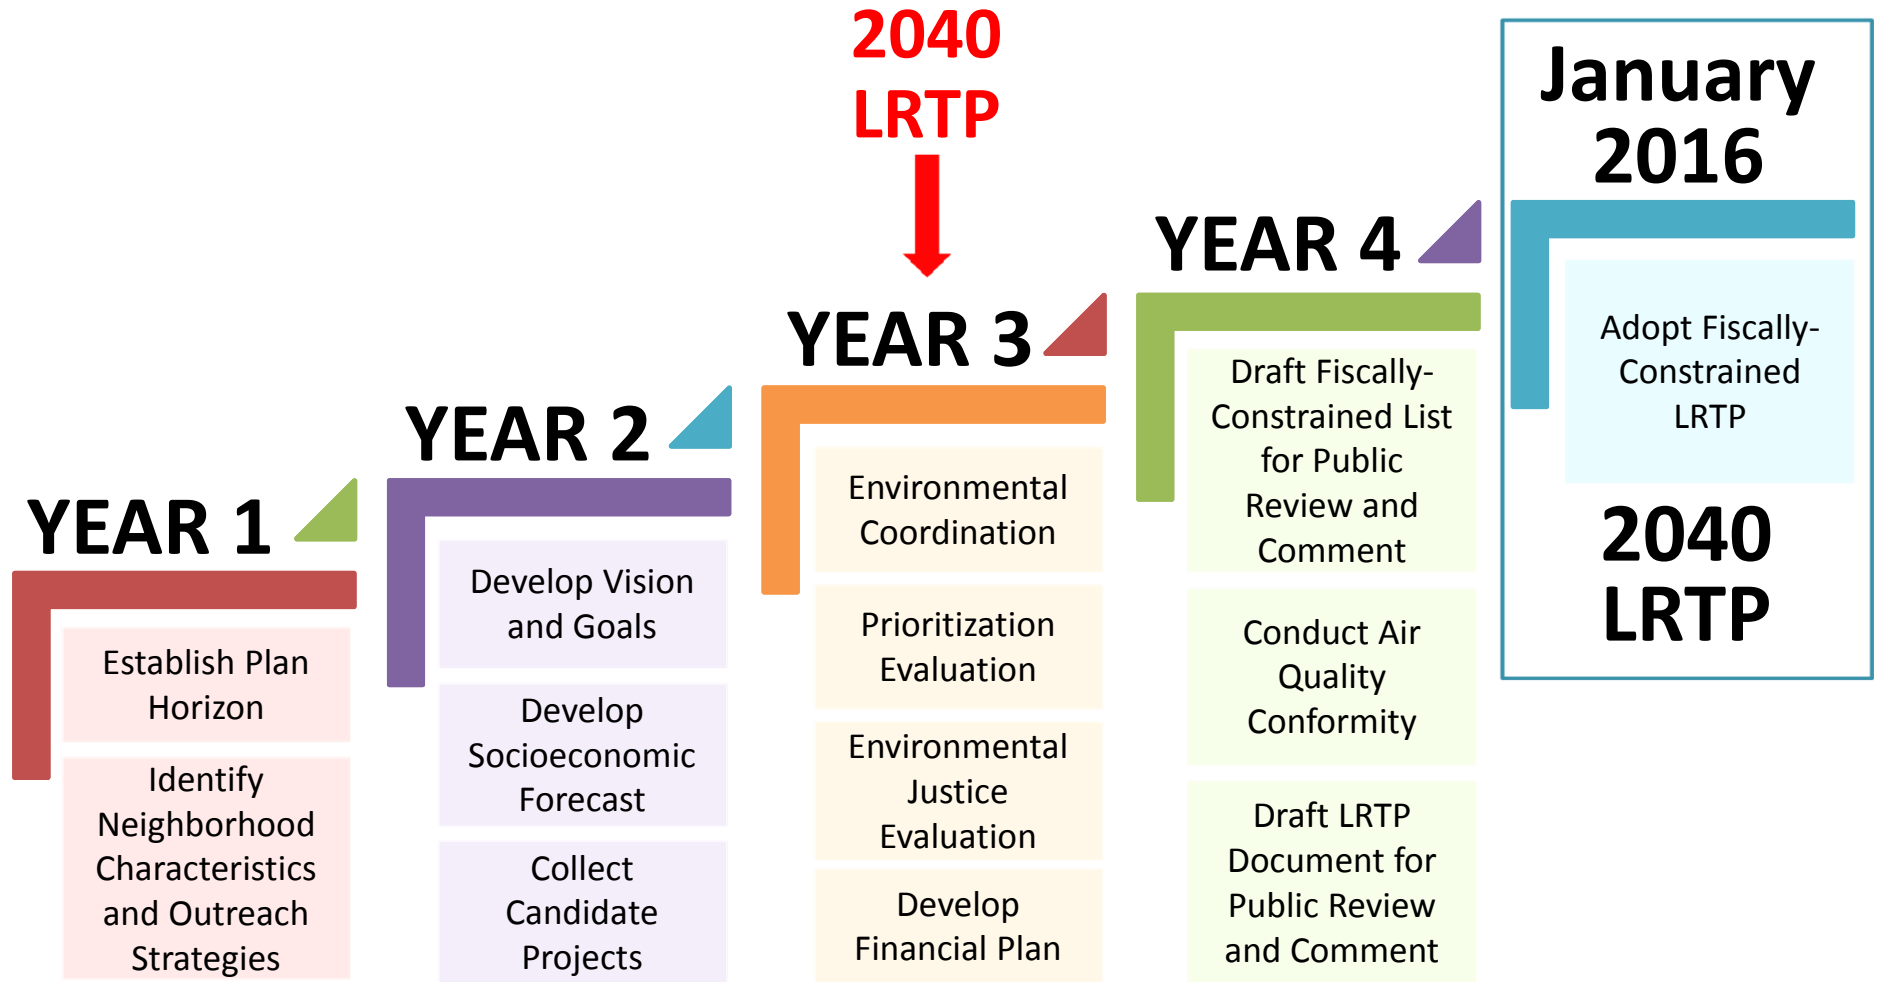 2040
LRTP
January
2016
YEAR 4
YEAR 3
YEAR 2
YEAR 1
Establish Plan
Horizon
Identify
Neighborhood
Characteristics
and Outreach
Strategies
Develop Vision
and Goals
Develop
Socioeconomic
Forecast
Collect
Candidate
Projects
Environmental
Coordination
Prioritization
Evaluation
Environmental
Justice
Evaluation
Develop
Financial Plan
Draft Fiscally-
Constrained List
for Public
Review and
Comment
Conduct Air
Quality
Conformity
Draft LRTP
Document for
Public Review
and Comment
Adopt Fiscally-
Constrained
LRTP
2040
LRTP